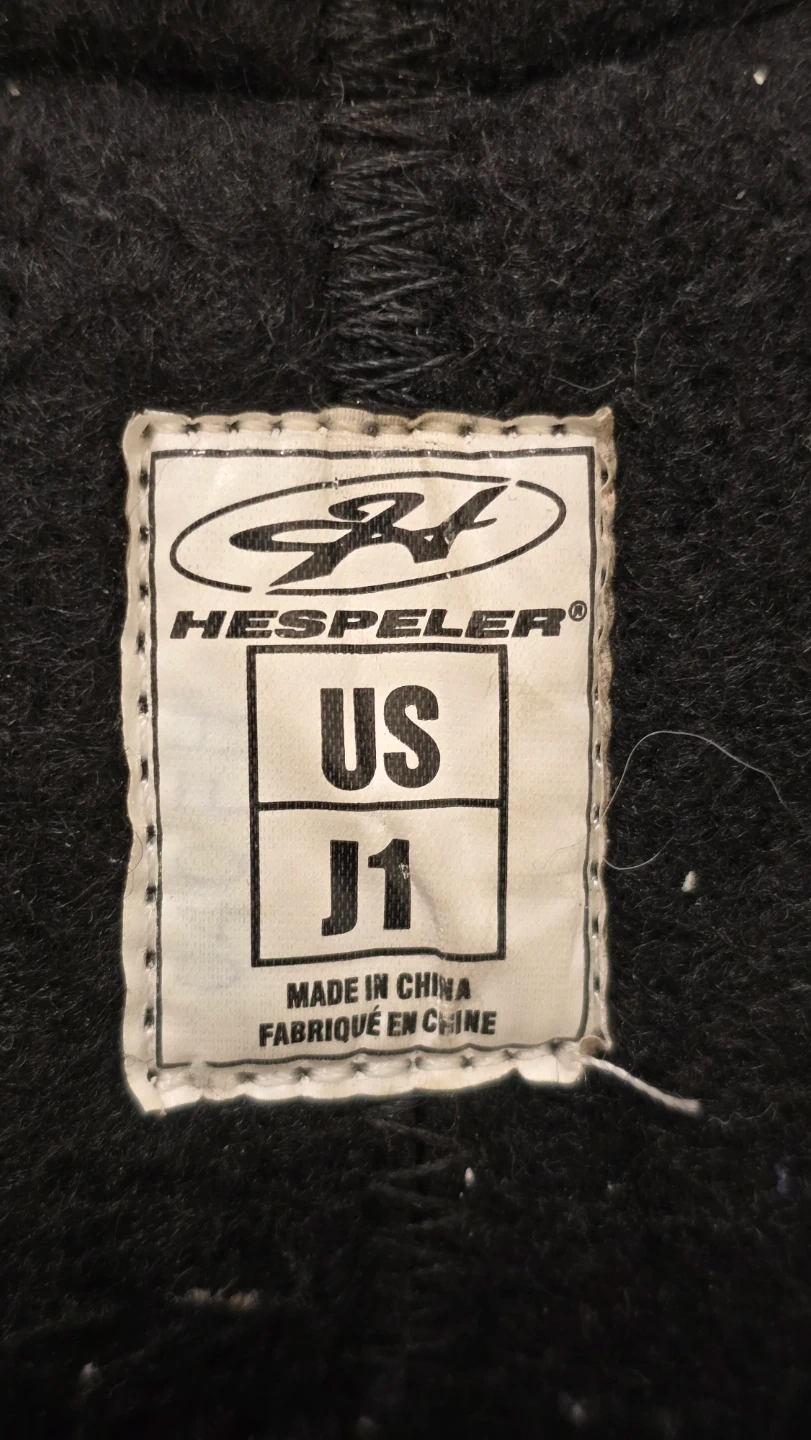 HESPELER®
US
J1
MADE IN CHINA
FABRIQUÉ EN CHINE